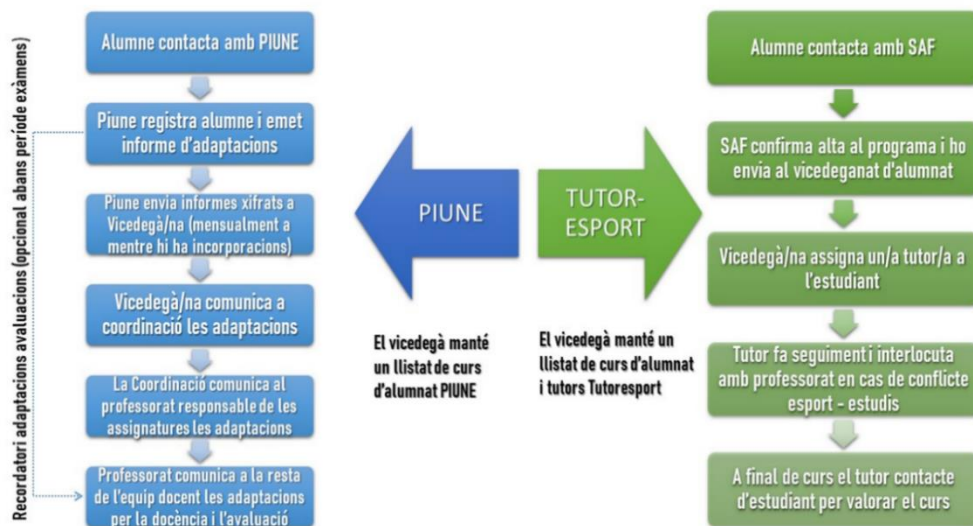 Recordatori adaptacions avaluacions (opcional abans període exàmens)
Alumne contacta amb PIUNE
Piune registra alumne i emet
informe d'adaptacions
Piune envia informes xifrats a
Vicedegà/na (mensualment a
mentre hi ha incorporacions)
Vicedegà/na comunica a
coordinació les adaptacions
La Coordinació comunica al
professorat responsable de les
assignatures les adaptacions
Professorat comunica a la resta
de l'equip docent les adaptacions
per la docència i l'avaluació
PIUNE
El vicedegà manté
un llistat de curs
d'alumnat PIUNE
TUTOR-
ESPORT
El vicedegà manté un
llistat de curs d'alumnat
i tutors Tutoresport
Alumne contacta amb SAF
SAF confirma alta al programa i ho
envia al vicedeganat d'alumnat
Vicedegà/na assigna un/a tutor/a a
l'estudiant
Tutor fa seguiment i interlocuta
amb professorat en cas de conflicte
esport - estudis
A final de curs el tutor contacte
d'estudiant per valorar el curs